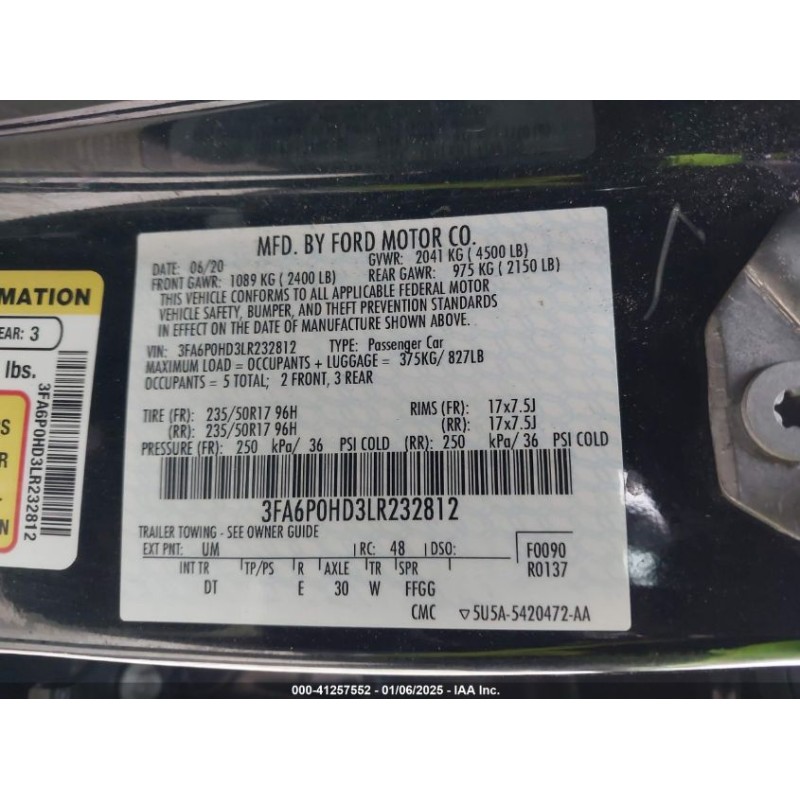 MFD. BY FORD MOTOR CO.
DATE: 06/20 GVWR: 2041 KG ( 4500 LB)
FRONT GAWR: 1089 KG ( 2400 LB) REAR GAWR: 975 KG ( 2150 LB)
THIS VEHICLE CONFORMS TO ALL APPLICABLE FEDERAL MOTOR
VEHICLE SAFETY, BUMPER, AND THEFT PREVENTION STANDARDS
IN EFFECT ON THE DATE OF MANUFACTURE SHOWN ABOVE.
VIN: 3FA6P0HD3LR232812 TYPE: Passenger Car
MAXIMUM LOAD = OCCUPANTS + LUGGAGE = 375KG/ 827LB
OCCUPANTS = 5 TOTAL; 2 FRONT, 3 REAR
TIRE (FR): 235/50R17 96H RIMS (FR): 17x7.5J
(RR): 235/50R17 96H (RR): 17x7.5J
PRESSURE (FR): 250 kPa/ 36 PSI COLD (RR): 250 kPa/ 36 PSI COLD
3FA6P0HD3LR232812
TRAILER TOWING - SEE OWNER GUIDE
EXT PNT: UM RC: 48 DSO: F0090
INT TR TP/PS R AXLE TR SPR R0137
DT E 30 W FFGG
CMC ▽5U5A-5420472-AA
MATION
EAR: 3
lbs.
3FA6P0HD3LR232812
S
R
N
000-41257552 - 01/06/2025 - IAA Inc.